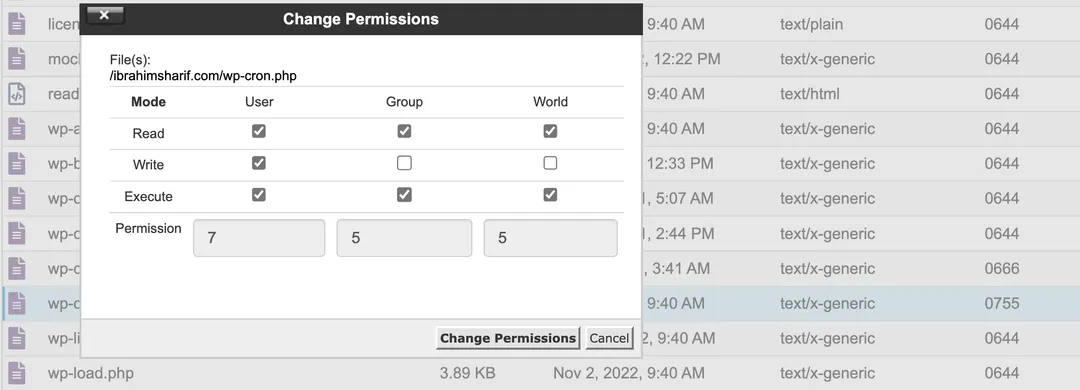 Change Permissions
licen 9:40 AM text/plain 0644
File(s):
mocl , 12:22 PM text/x-generic 0644
/ibrahimsharif.com/wp-cron.php
read 9:40 AM text/html 0644
Mode User Group World
wp-a 9:40 AM text/x-generic 0644
Read
wp-b 12:33 PM text/x-generic 0644
Write
wp-c , 5:07 AM text/x-generic 0644
Execute
wp-c , 2:44 PM text/x-generic 0644
Permission 7 5 5
wp-c , 3:41 AM text/x-generic 0666
wp-c 9:40 AM text/x-generic 0755
wp-li 2, 9:40 AM text/x-generic 0644
Change Permissions Cancel
wp-load.php 3.89 KB Nov 2, 2022, 9:40 AM text/x-generic 0644